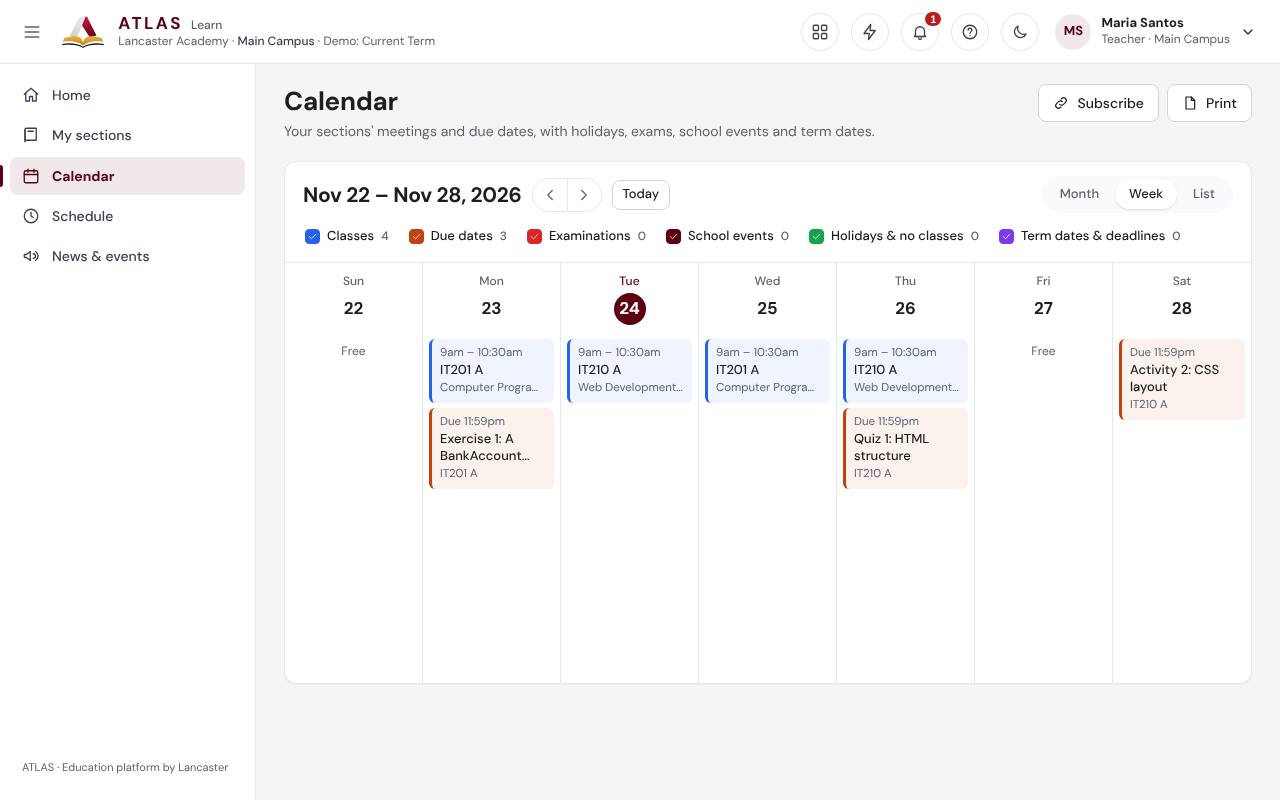 ATLAS Learn
Lancaster Academy · Main Campus · Demo: Current Term
1
MS
Maria Santos
Teacher · Main Campus
Home
My sections
Calendar
Schedule
News & events
ATLAS · Education platform by Lancaster
Calendar
Your sections' meetings and due dates, with holidays, exams, school events and term dates.
Subscribe
Print
Nov 22 – Nov 28, 2026
Today
Month
Week
List
Classes 4
Due dates 3
Examinations 0
School events 0
Holidays & no classes 0
Term dates & deadlines 0
Sun
22
Free
Mon
23
9am – 10:30am
IT201 A
Computer Progra…
Due 11:59pm
Exercise 1: A
BankAccount…
IT201 A
Tue
24
9am – 10:30am
IT210 A
Web Development…
Wed
25
9am – 10:30am
IT201 A
Computer Progra…
Thu
26
9am – 10:30am
IT210 A
Web Development…
Due 11:59pm
Quiz 1: HTML
structure
IT210 A
Fri
27
Free
Sat
28
Due 11:59pm
Activity 2: CSS
layout
IT210 A